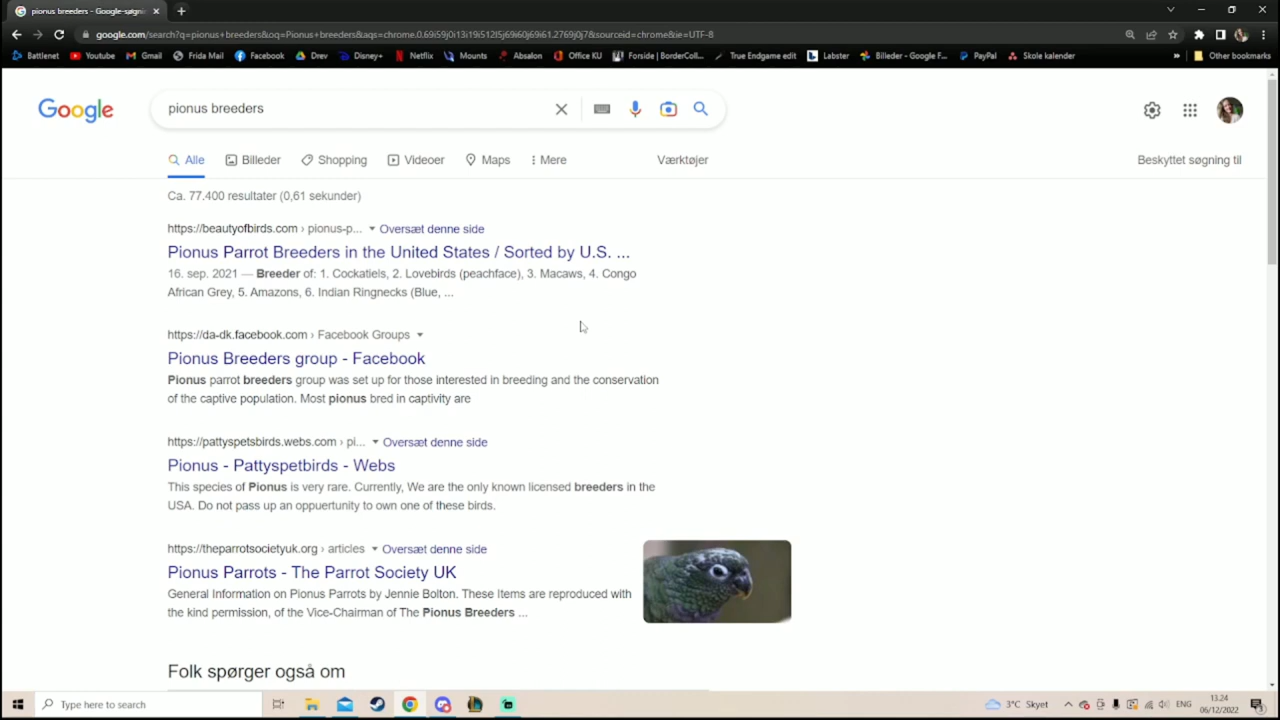 pionus breeders - Google-søgnin
google.com/search?q=pionus+breeders&oq=Pionus+breeders&aqs=chrome.0.69i59j0i13i19i512l5j69i60j69i61.2769j0j7&sourceid=chrome&ie=UTF-8
Battlenet Youtube Gmail Frida Mail Facebook Drev Disney+ Netflix Mounts Absalon Office KU Forside | BorderColl... True Endgame edit Labster Billeder - Google F... PayPal Skole kalender » Other bookmarks
Google pionus breeders
Alle Billeder Shopping Videoer Maps Mere Værktøjer Beskyttet søgning til
Ca. 77.400 resultater (0,61 sekunder)
https://beautyofbirds.com › pionus-p... Oversæt denne side
Pionus Parrot Breeders in the United States / Sorted by U.S. ...
16. sep. 2021 — Breeder of: 1. Cockatiels, 2. Lovebirds (peachface), 3. Macaws, 4. Congo
African Grey, 5. Amazons, 6. Indian Ringnecks (Blue, ...
https://da-dk.facebook.com › Facebook Groups
Pionus Breeders group - Facebook
Pionus parrot breeders group was set up for those interested in breeding and the conservation
of the captive population. Most pionus bred in captivity are
https://pattyspetsbirds.webs.com › pi... Oversæt denne side
Pionus - Pattyspetbirds - Webs
This species of Pionus is very rare. Currently, We are the only known licensed breeders in the
USA. Do not pass up an oppuertunity to own one of these birds.
https://theparrotsocietyuk.org › articles Oversæt denne side
Pionus Parrots - The Parrot Society UK
General Information on Pionus Parrots by Jennie Bolton. These Items are reproduced with
the kind permission, of the Vice-Chairman of The Pionus Breeders ...
Folk spørger også om
Type here to search 3°C Skyet ENG 13.24
06/12/2022